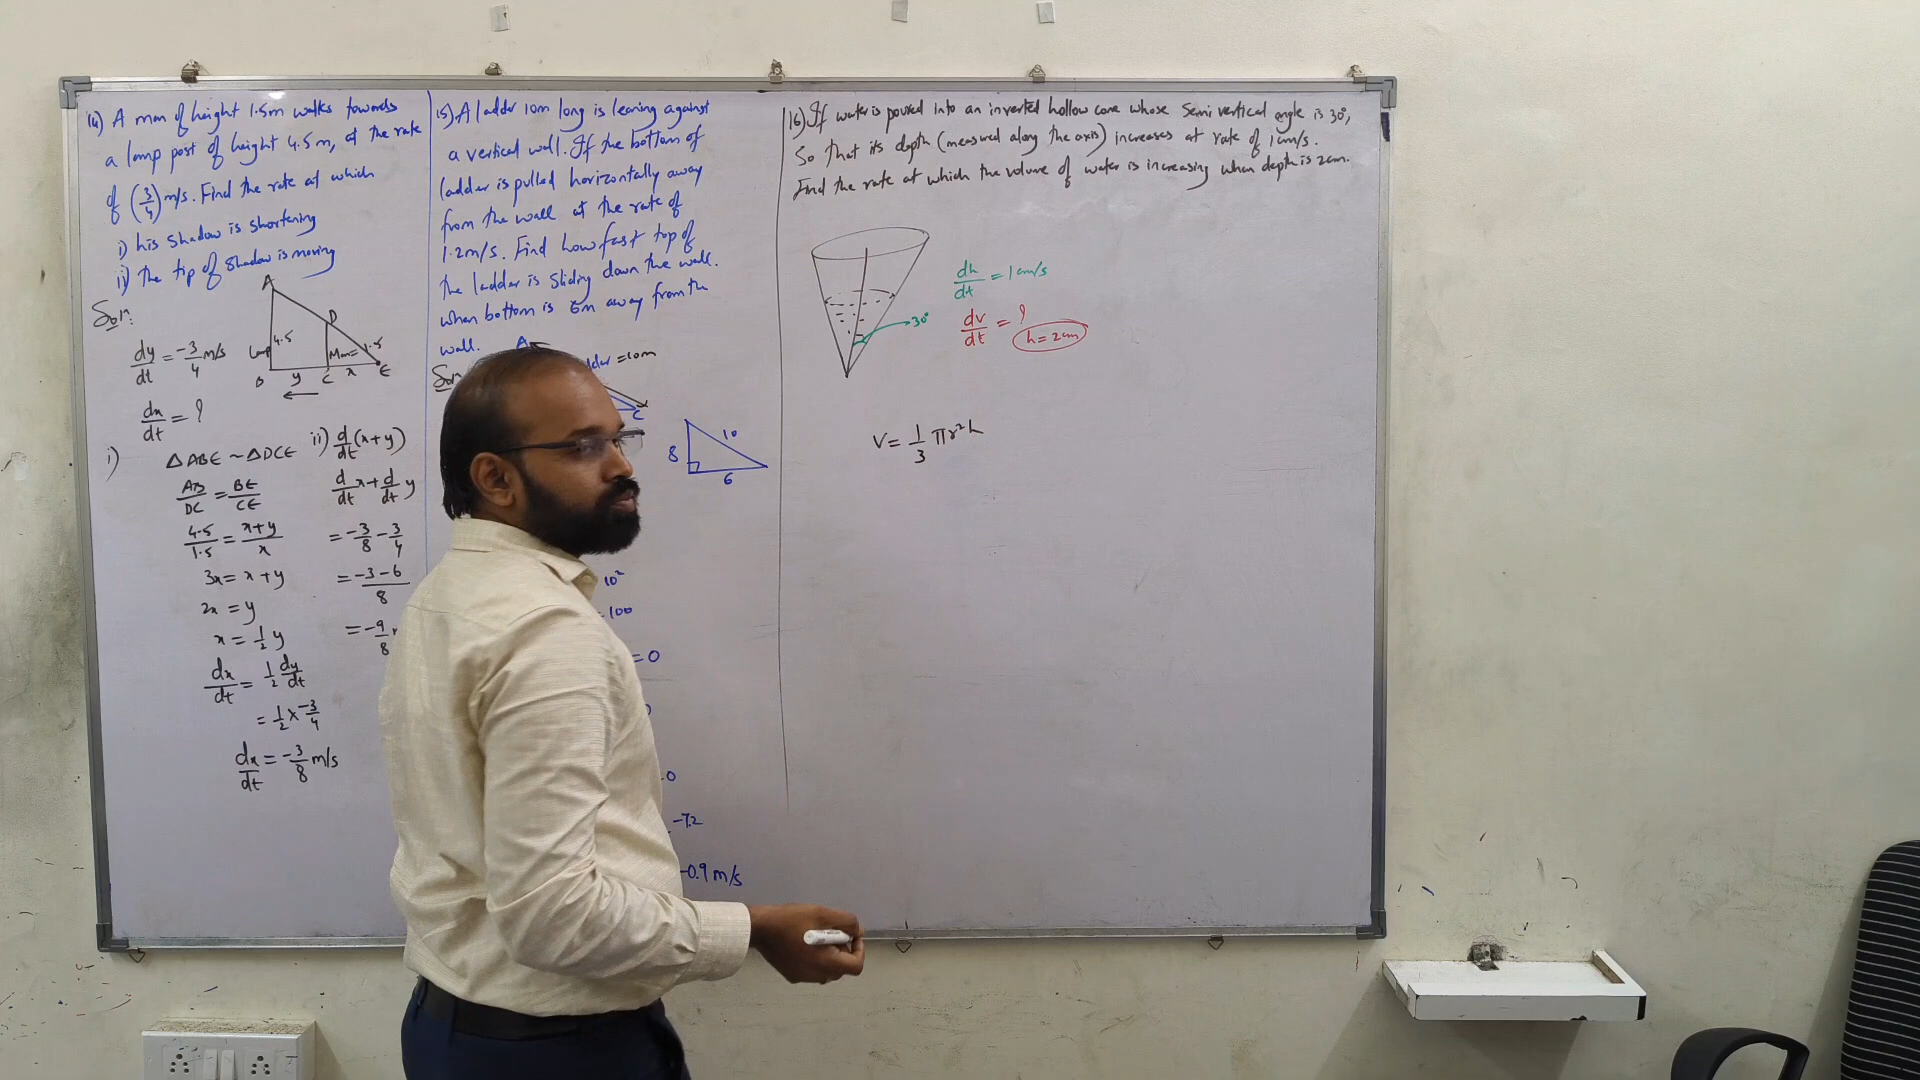 14) A man of height 1.5m walks towards
a lamp post of height 4.5 m, at the rate
of (3/4) m/s. Find the rate at which
i) his shadow is shortening
ii) the tip of shadow is moving
Son:
A
D
4.5
Lamp
Man= 1.5
B y C x E
dy/dt = -3/4 m/s
dx/dt = ?
i)
△ABE ~ △DCE
AB/DC = BE/CE
4.5/1.5 = x+y/x
3x = x+y
2x = y
x = 1/2 y
dx/dt = 1/2 dy/dt
= 1/2 x -3/4
dx/dt = -3/8 m/s
ii) d/dt (x+y)
d/dt x + d/dt y
= -3/8 - 3/4
= -3-6/8
= -9/8
15) A ladder 10m long is leaning against
a vertical wall. If the bottom of
ladder is pulled horizontally away
from the wall at the rate of
1.2m/s. Find how fast top of
the ladder is sliding down the wall.
when bottom is 6m away from the
wall.
Son
A
dder = 10m
C
8 10
6
10²
= 100
= 0
-7.2
-0.9 m/s
16) If water is poured into an inverted hollow cone whose semi vertical angle is 30°,
So that its depth (measured along the axis) increases at rate of 1cm/s.
Find the rate at which the volume of water is increasing when depth is 2cm.
30°
dh/dt = 1cm/s
dv/dt = ?
h=2cm
V = 1/3 πr²h